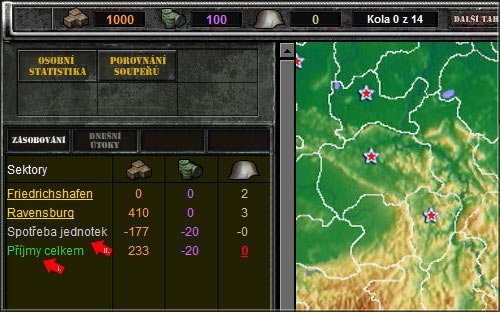 1000 100 0 Kola 0 z 14 DALŠÍ TAH
OSOBNÍ STATISTIKA
POROVNÁNÍ SOUPEŘŮ
ZÁSOBOVÁNÍ
DNEŠNÍ ÚTOKY
Sektory
Friedrichshafen 0 0 2
Ravensburg 410 0 3
Spotřeba jednotek -177 -20 -0
II.
Příjmy celkem 233 -20 0
I.